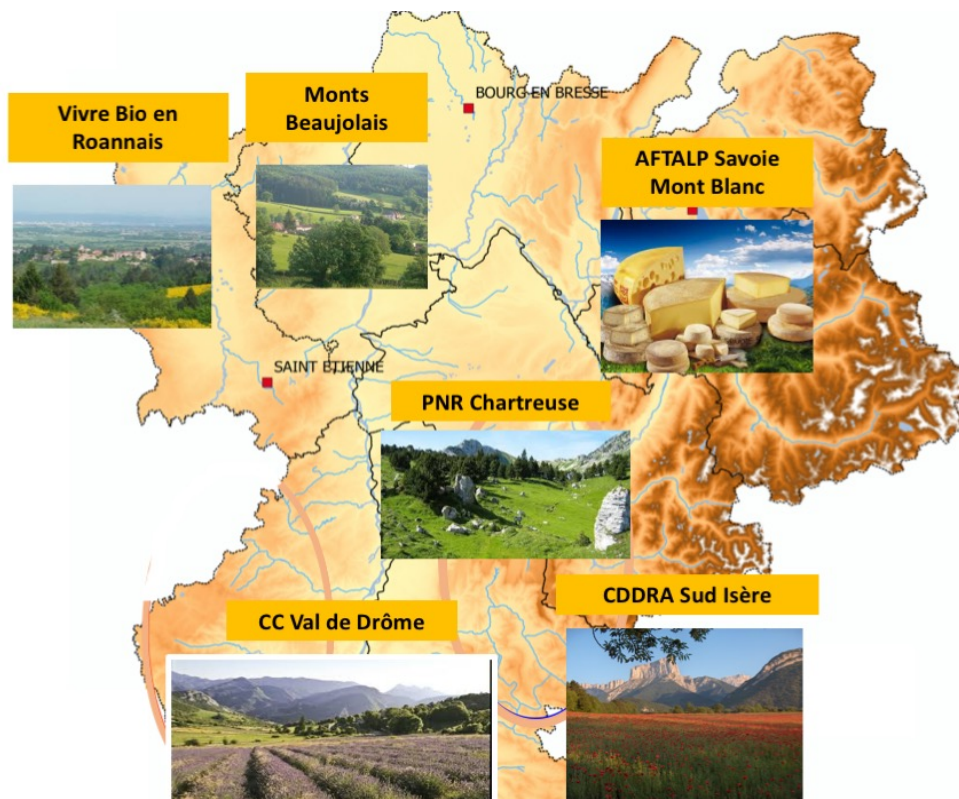 BOURG EN BRESSE
Monts
Beaujolais
Vivre Bio en
Roannais
AFTALP Savoie
Mont Blanc
SAINT ETIENNE
PNR Chartreuse
CDDRA Sud Isère
CC Val de Drôme